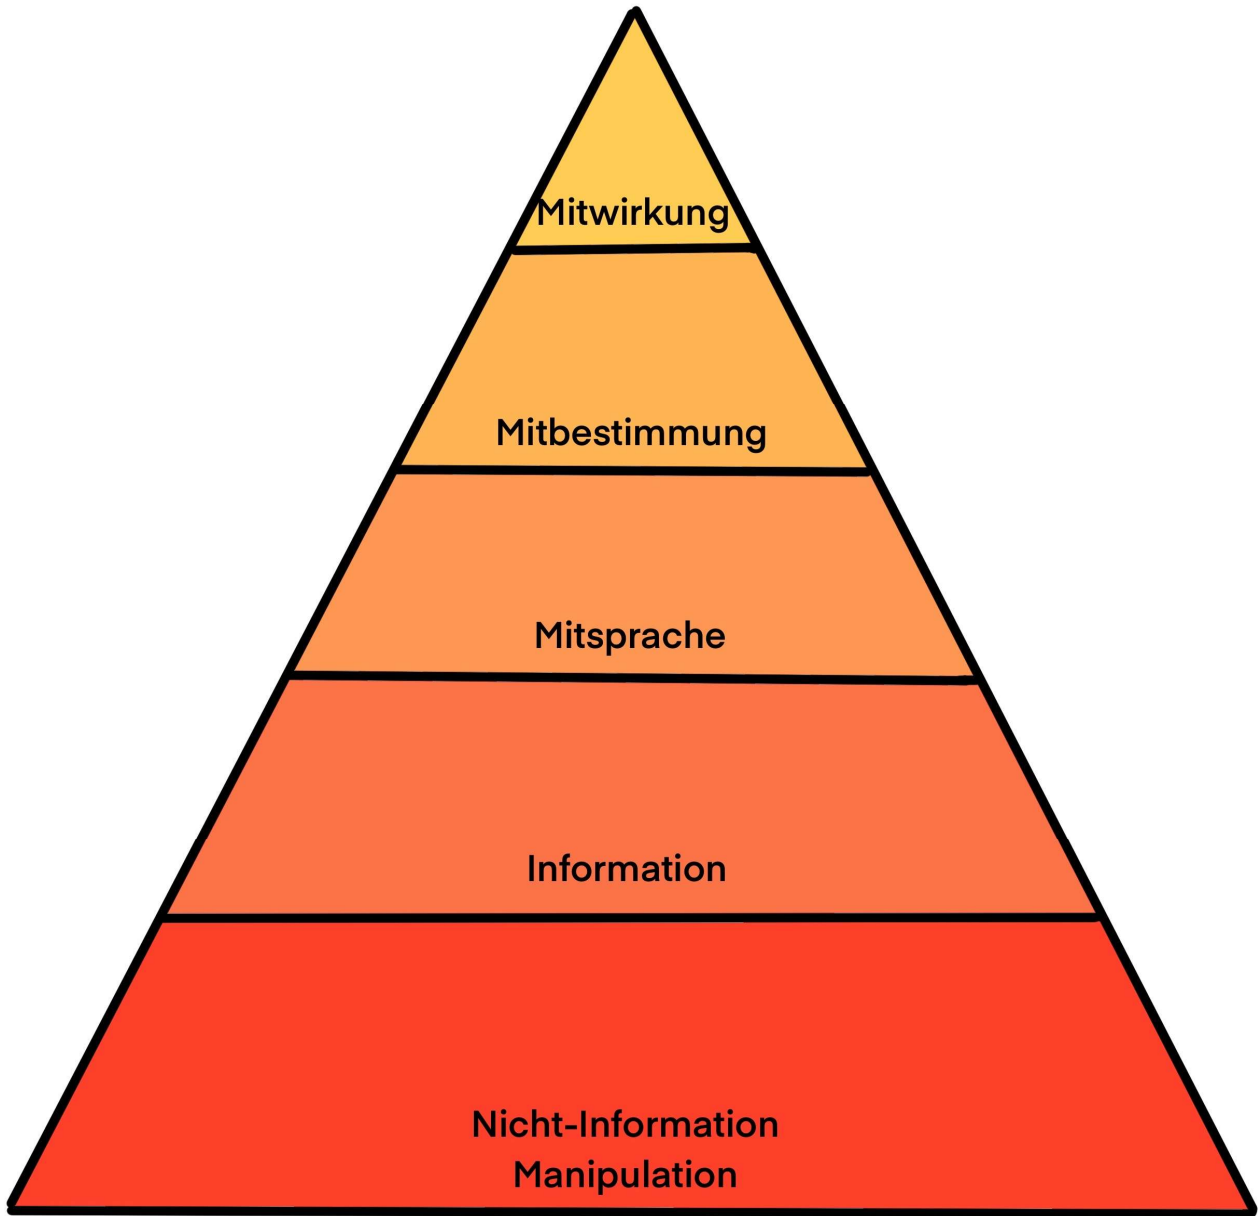 Mitwirkung
Mitbestimmung
Mitsprache
Information
Nicht-Information
Manipulation